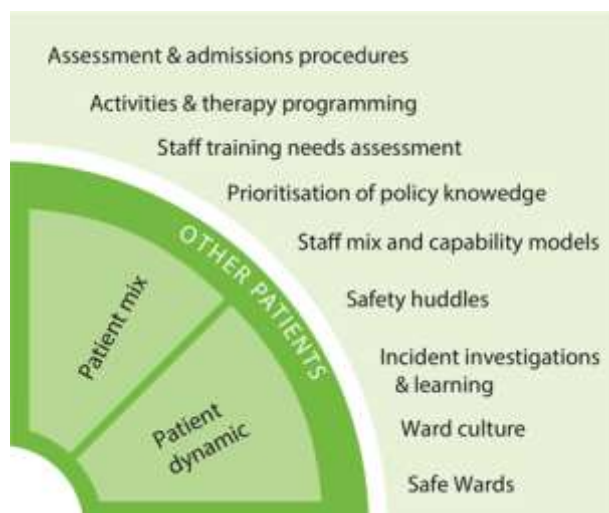 Assessment & admissions procedures
Activities & therapy programming
Staff training needs assessment
Prioritisation of policy knowedge
Staff mix and capability models
Safety huddles
Incident investigations
& learning
Ward culture
Safe Wards
OTHER PATIENTS
Patient mix
Patient
dynamic